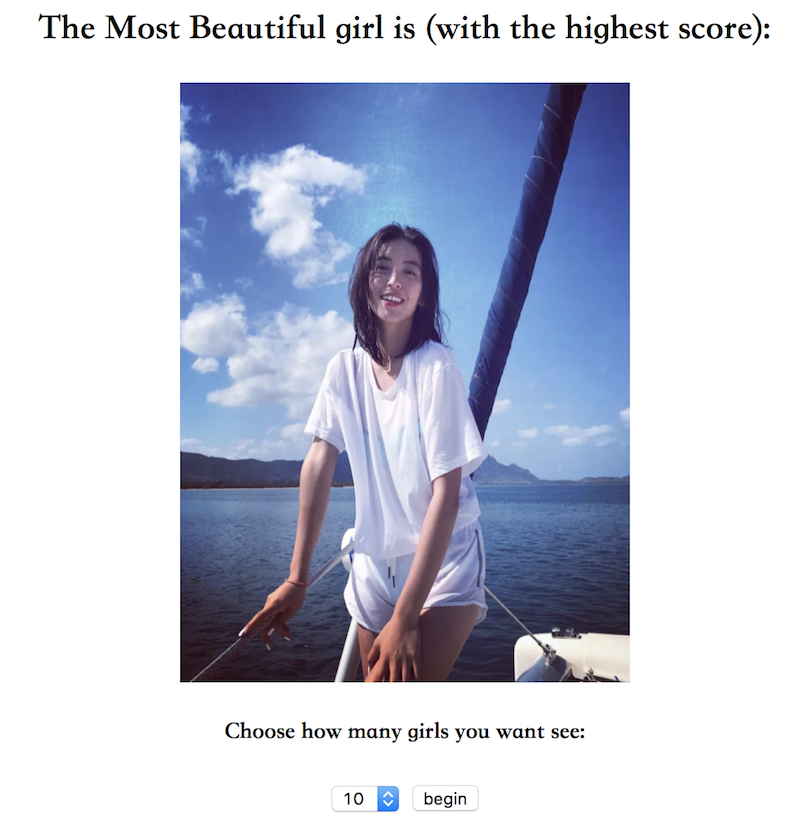 The Most Beautiful girl is (with the highest score):
Choose how many girls you want see:
10 begin